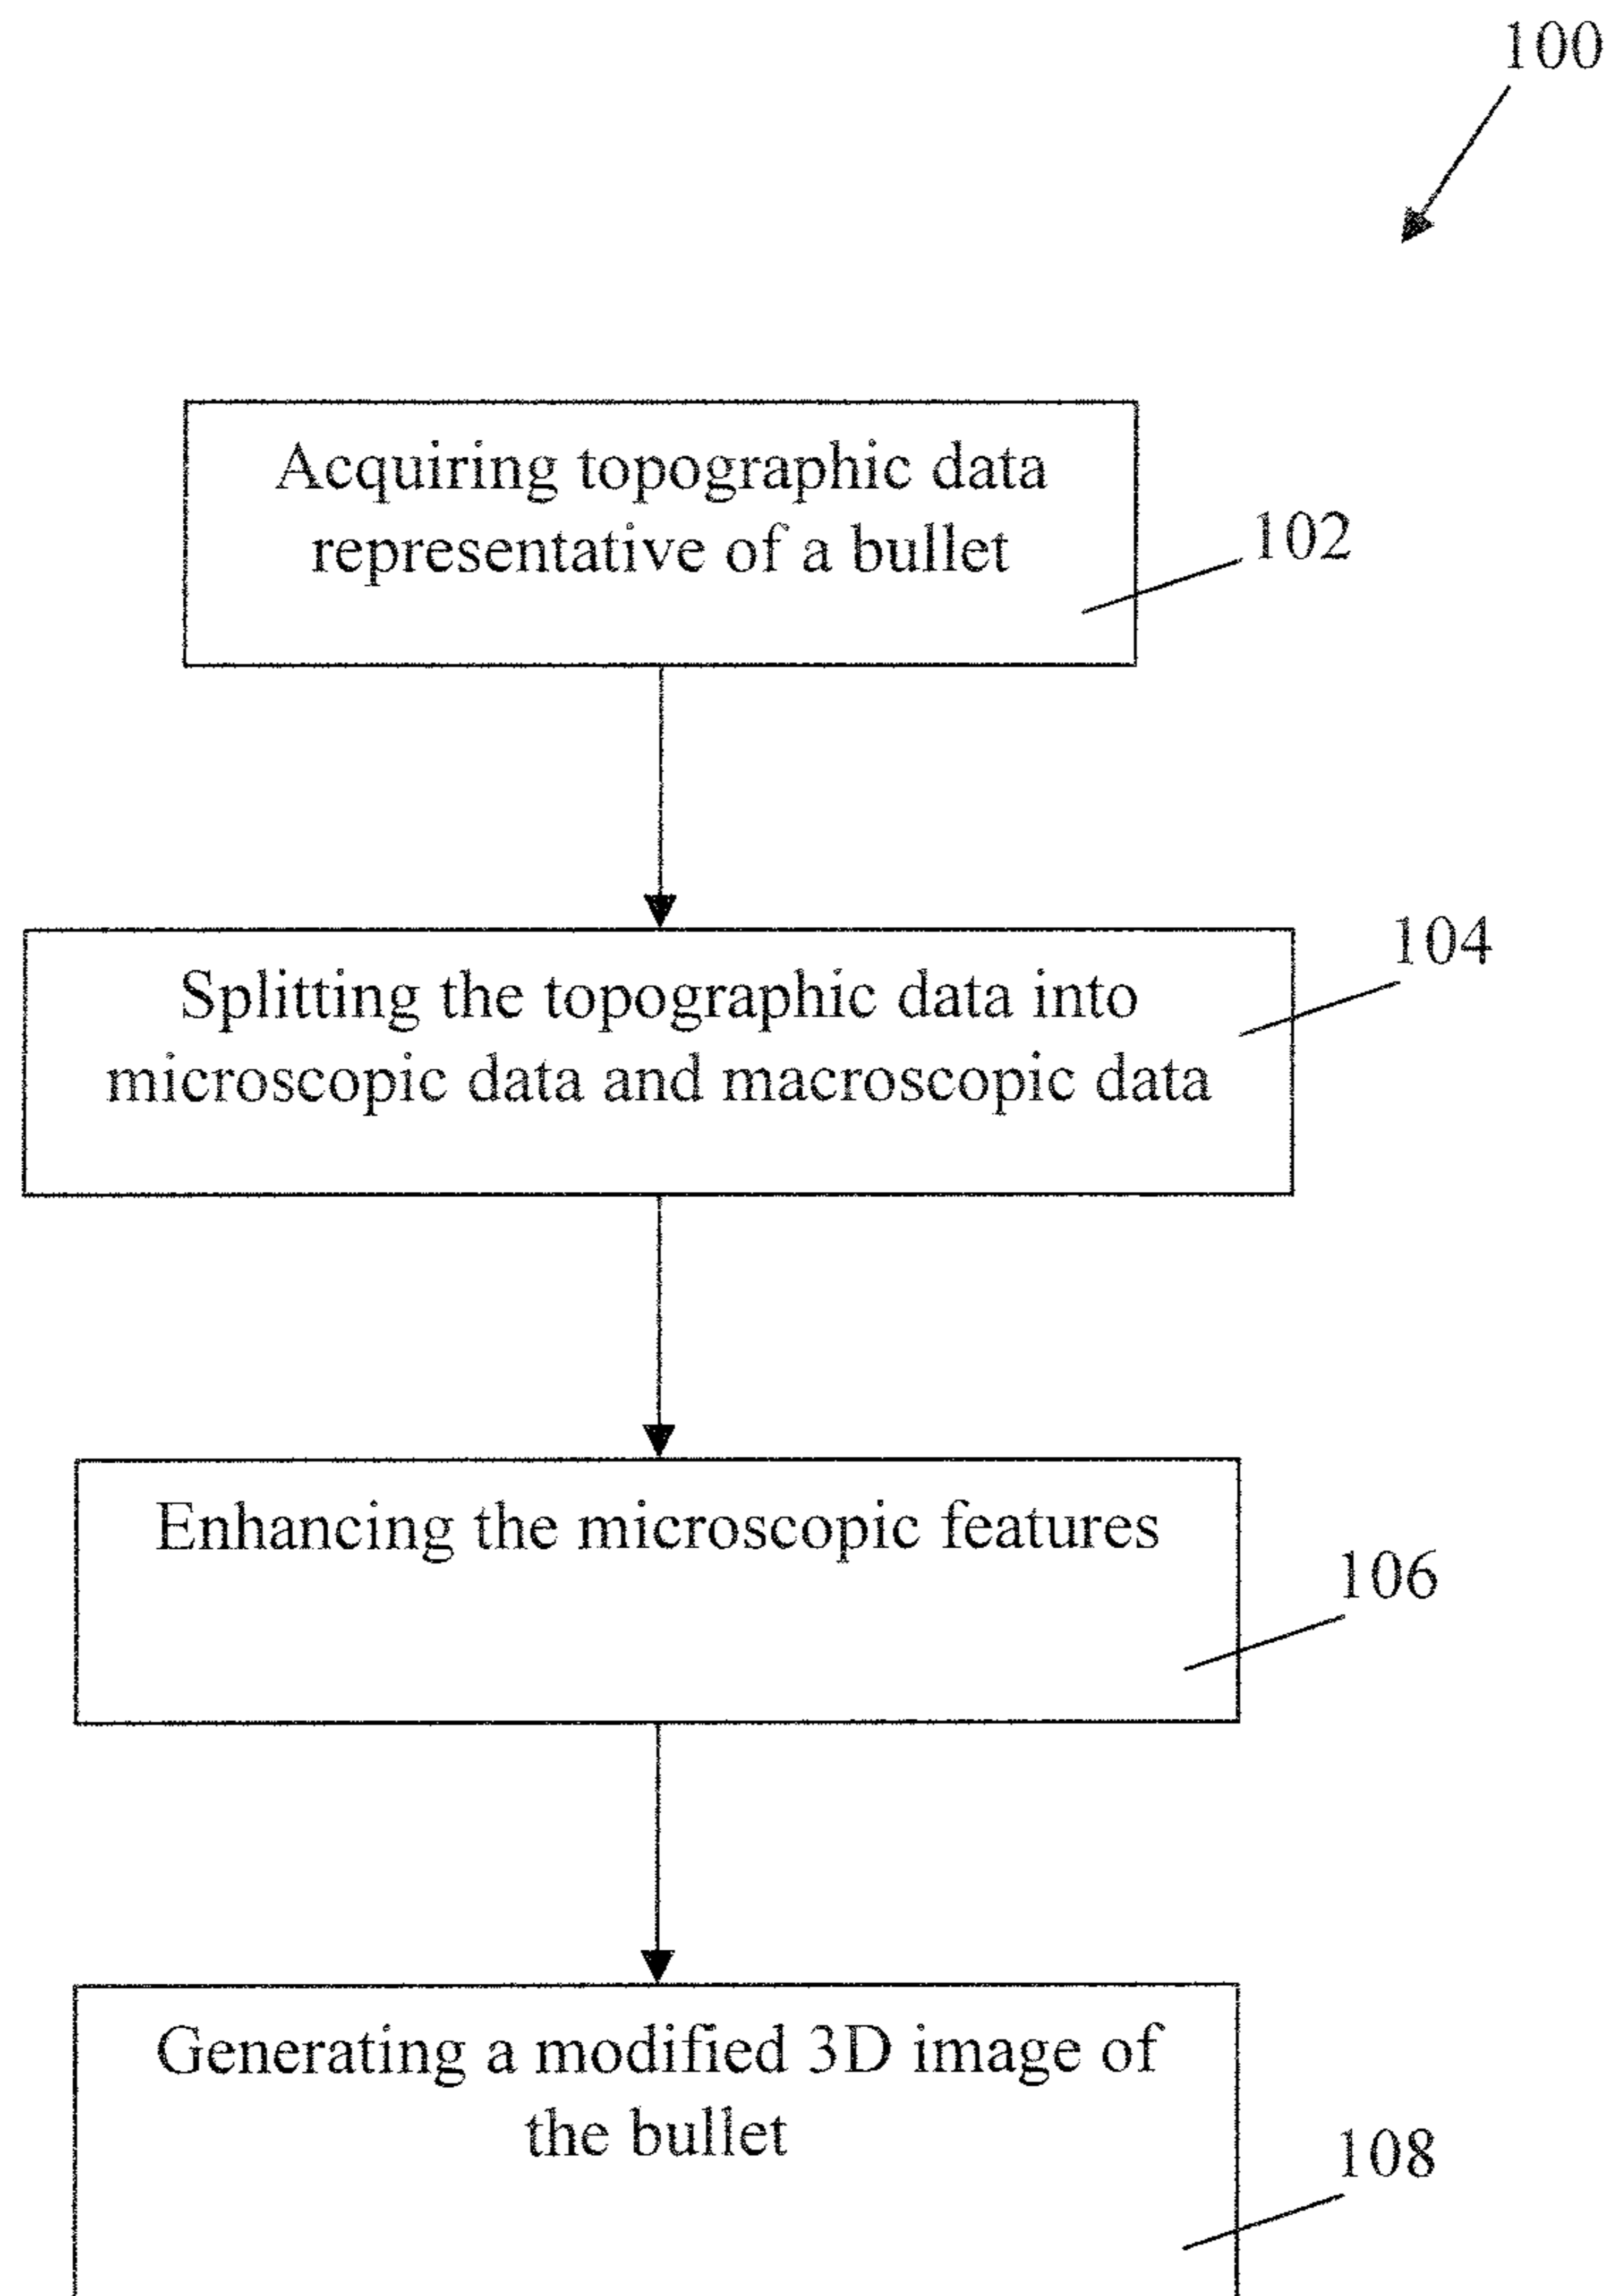 100
Acquiring topographic data
representative of a bullet
102
Splitting the topographic data into
microscopic data and macroscopic data
104
Enhancing the microscopic features
106
Generating a modified 3D image of
the bullet
108